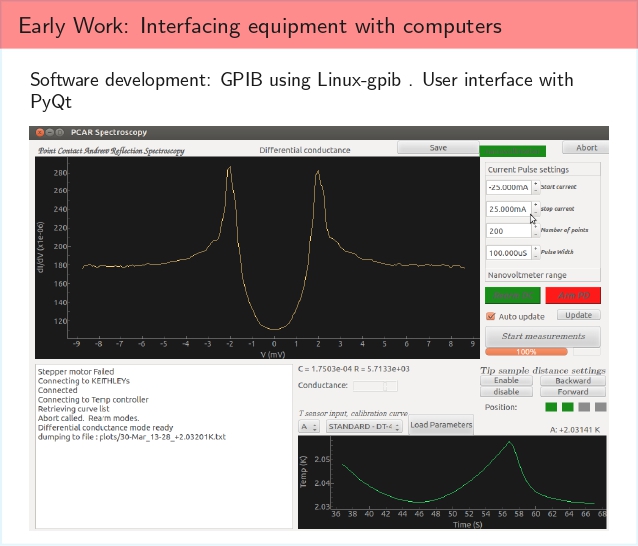 Early Work: Interfacing equipment with computers
Software development: GPIB using Linux-gpib . User interface with
PyQt
PCAR Spectroscopy
Point Contact Andreev Reflection Spectroscopy
Differential conductance
Save
Abort
dI/dV (x1e-06)
280
260
240
220
200
180
160
140
120
-9 -8 -7 -6 -5 -4 -3 -2 -1 0 1 2 3 4 5 6 7 8 9
V (mV)
Current Pulse settings
-25.000mA Start current
25.000mA stop current
200 Number of points
100.000uS Pulse Width
Nanovoltmeter range
Auto update
Update
Start measurements
100%
Stepper motor Failed
Connecting to KEITHLEYs
Connected
Connecting to Temp controller
Retrieving curve list
Abort called. Rearm modes.
Differential conductance mode ready
dumping to file : plots/30-Mar_13-28_+2.03201K.txt
C = 1.7503e-04 R = 5.7133e+03
Conductance:
T sensor input, calibration curve
A
STANDARD - DT-4
Load Parameters
Tip sample distance settings
Enable
Backward
disable
Forward
Position:
A: +2.03141 K
Temp (K)
2.05
2.04
2.03
36 38 40 42 44 46 48 50 52 54 56 58 60 62 64 66 68
Time (S)